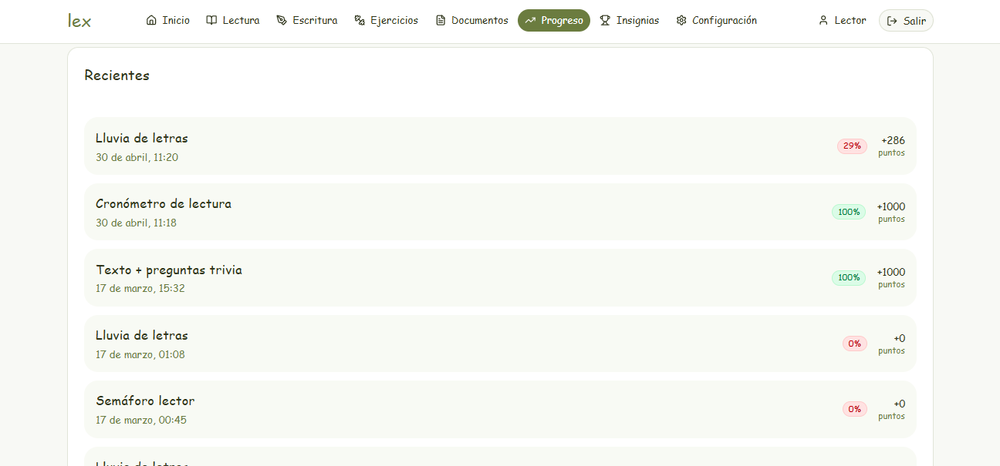 lex
Inicio
Lectura
Escritura
Ejercicios
Documentos
Progreso
Insignias
Configuración
Lector
Salir
Recientes
Lluvia de letras
30 de abril, 11:20
29%
+286
puntos
Cronómetro de lectura
30 de abril, 11:18
100%
+1000
puntos
Texto + preguntas trivia
17 de marzo, 15:32
100%
+1000
puntos
Lluvia de letras
17 de marzo, 01:08
0%
+0
puntos
Semáforo lector
17 de marzo, 00:45
0%
+0
puntos
Lluvia de letras